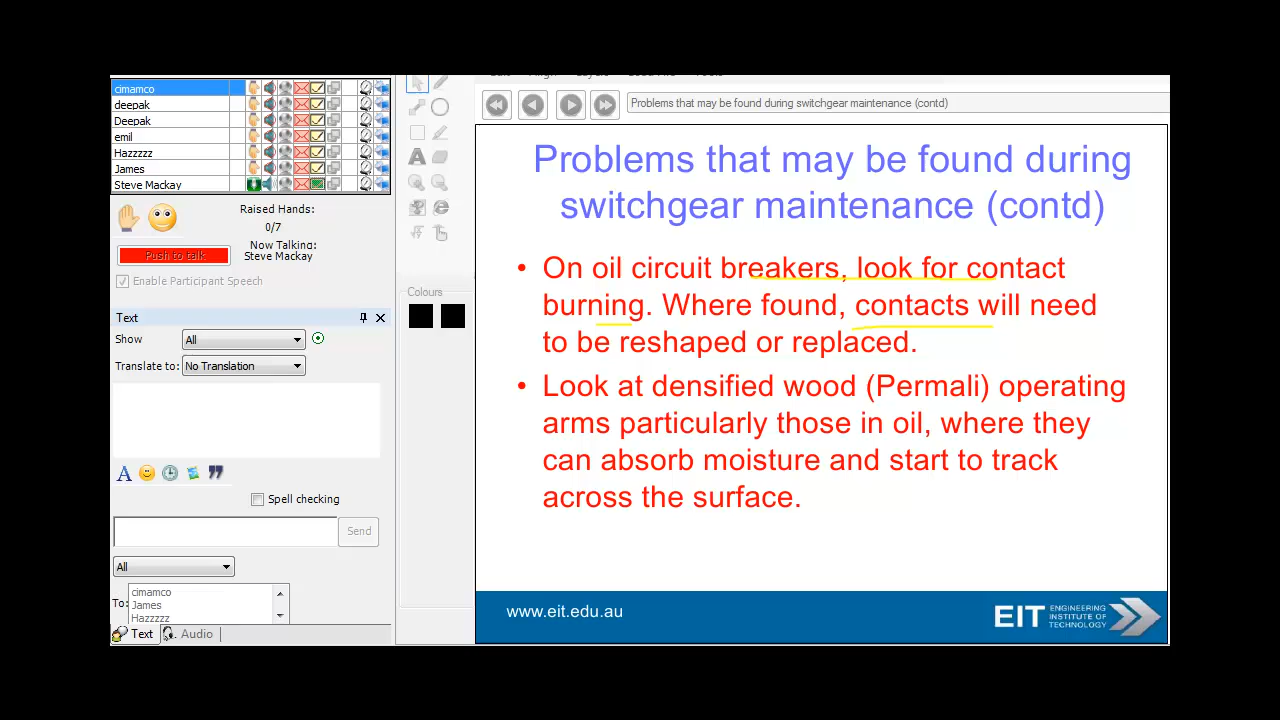 cimamco
deepak
Deepak
emil
Hazzzzz
James
Steve Mackay
Raised Hands:
0/7
Now Talking:
Steve Mackay
Push to talk
Enable Participent Speech
Text
Show
All
Translate to:
No Translation
Spell checking
Send
All
To:
cimamco
James
Hazzzzz
Text
Audio
Colours
Problems that may be found during switchgear maintenance (contd)
Problems that may be found during
switchgear maintenance (contd)
• On oil circuit breakers, look for contact
burning. Where found, contacts will need
to be reshaped or replaced.
• Look at densified wood (Permali) operating
arms particularly those in oil, where they
can absorb moisture and start to track
across the surface.
www.eit.edu.au
EIT
ENGINEERING
INSTITUTE OF
TECHNOLOGY